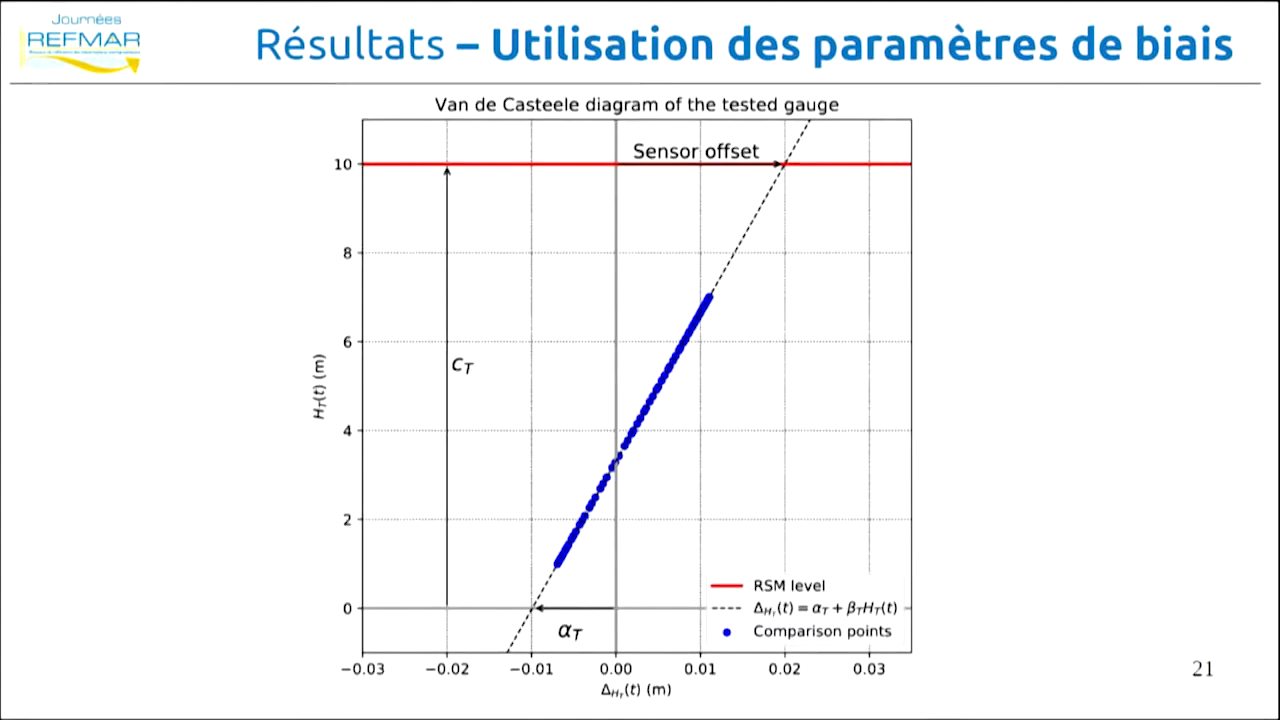 Journées
REFMAR
Résultats – Utilisation des paramètres de biais
Van de Casteele diagram of the tested gauge
Sensor offset
10
8
6
4
2
0
H_T(t) (m)
c_T
α_T
RSM level
Δ_{H_T}(t) = α_T + β_T H_T(t)
Comparison points
−0.03 −0.02 −0.01 0.00 0.01 0.02 0.03
Δ_{H_T}(t) (m)
21